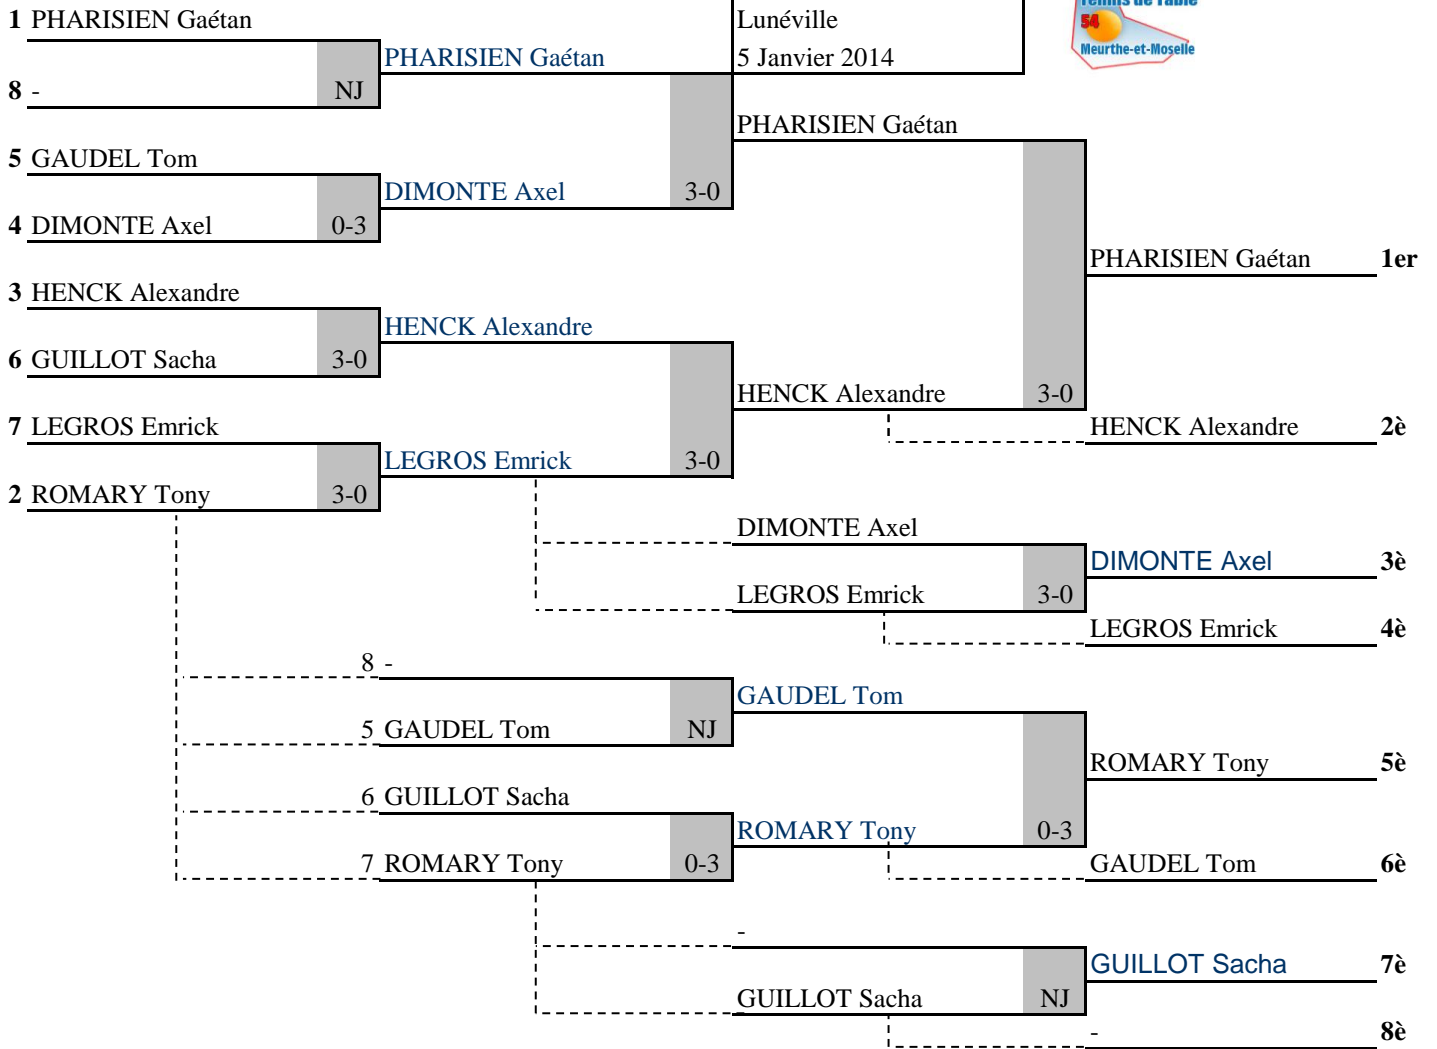 Tennis de Table
54
Meurthe-et-Moselle
Lunéville
5 Janvier 2014
1 PHARISIEN Gaétan
PHARISIEN Gaétan
8 - NJ
PHARISIEN Gaétan
5 GAUDEL Tom
DIMONTE Axel 3-0
4 DIMONTE Axel 0-3
PHARISIEN Gaétan 1er
3 HENCK Alexandre
HENCK Alexandre
6 GUILLOT Sacha 3-0
HENCK Alexandre 3-0
7 LEGROS Emrick
HENCK Alexandre 2è
LEGROS Emrick 3-0
2 ROMARY Tony 3-0
DIMONTE Axel
DIMONTE Axel 3è
LEGROS Emrick 3-0
LEGROS Emrick 4è
8 -
GAUDEL Tom
5 GAUDEL Tom NJ
ROMARY Tony 5è
6 GUILLOT Sacha
ROMARY Tony 0-3
7 ROMARY Tony 0-3
GAUDEL Tom 6è
-
GUILLOT Sacha 7è
GUILLOT Sacha NJ
- 8è